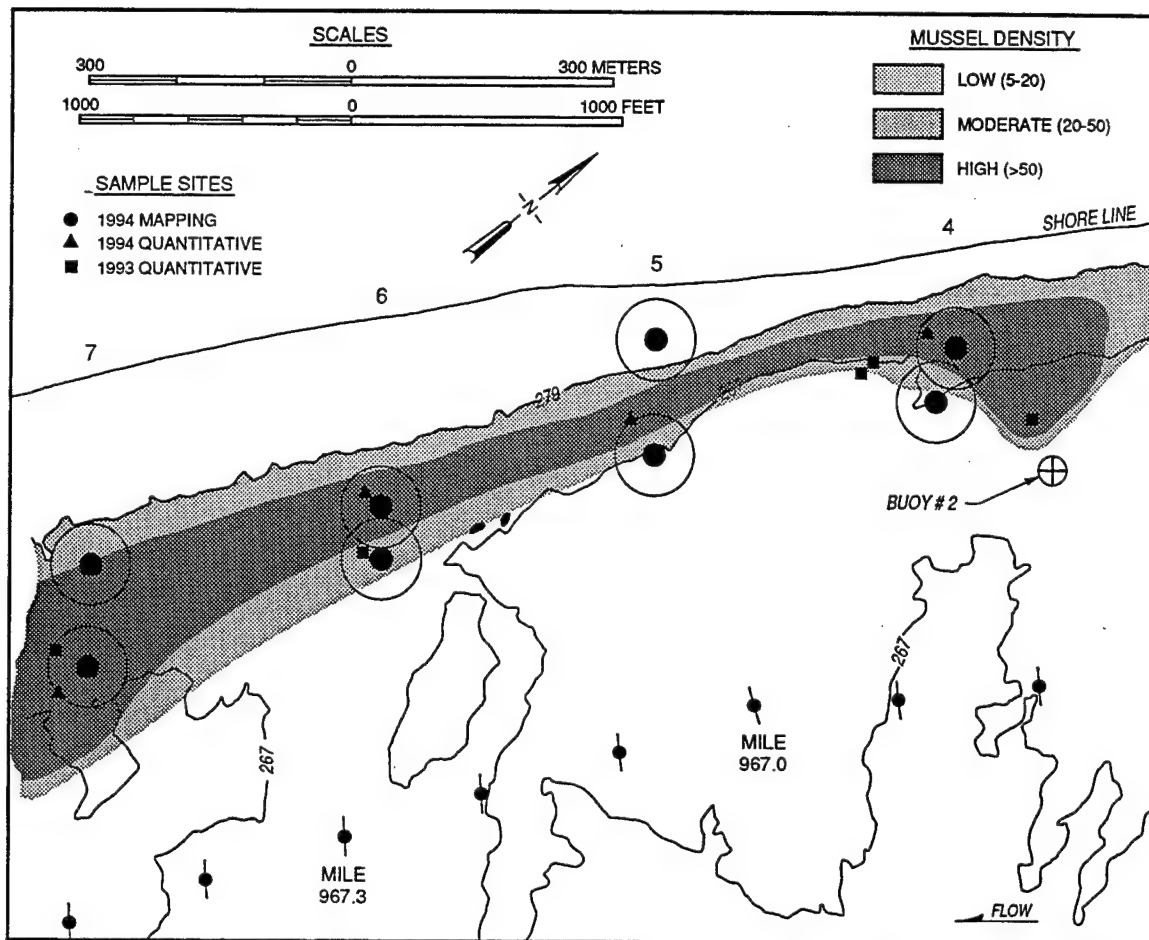 SCALES
300 0 300 METERS
1000 0 1000 FEET
MUSSEL DENSITY
LOW (5-20)
MODERATE (20-50)
HIGH (>50)
N
SAMPLE SITES
1994 MAPPING
1994 QUANTITATIVE
1993 QUANTITATIVE
SHORE LINE
4
5
6
7
279
BUOY # 2
267
267
MILE
967.0
MILE
967.3
FLOW